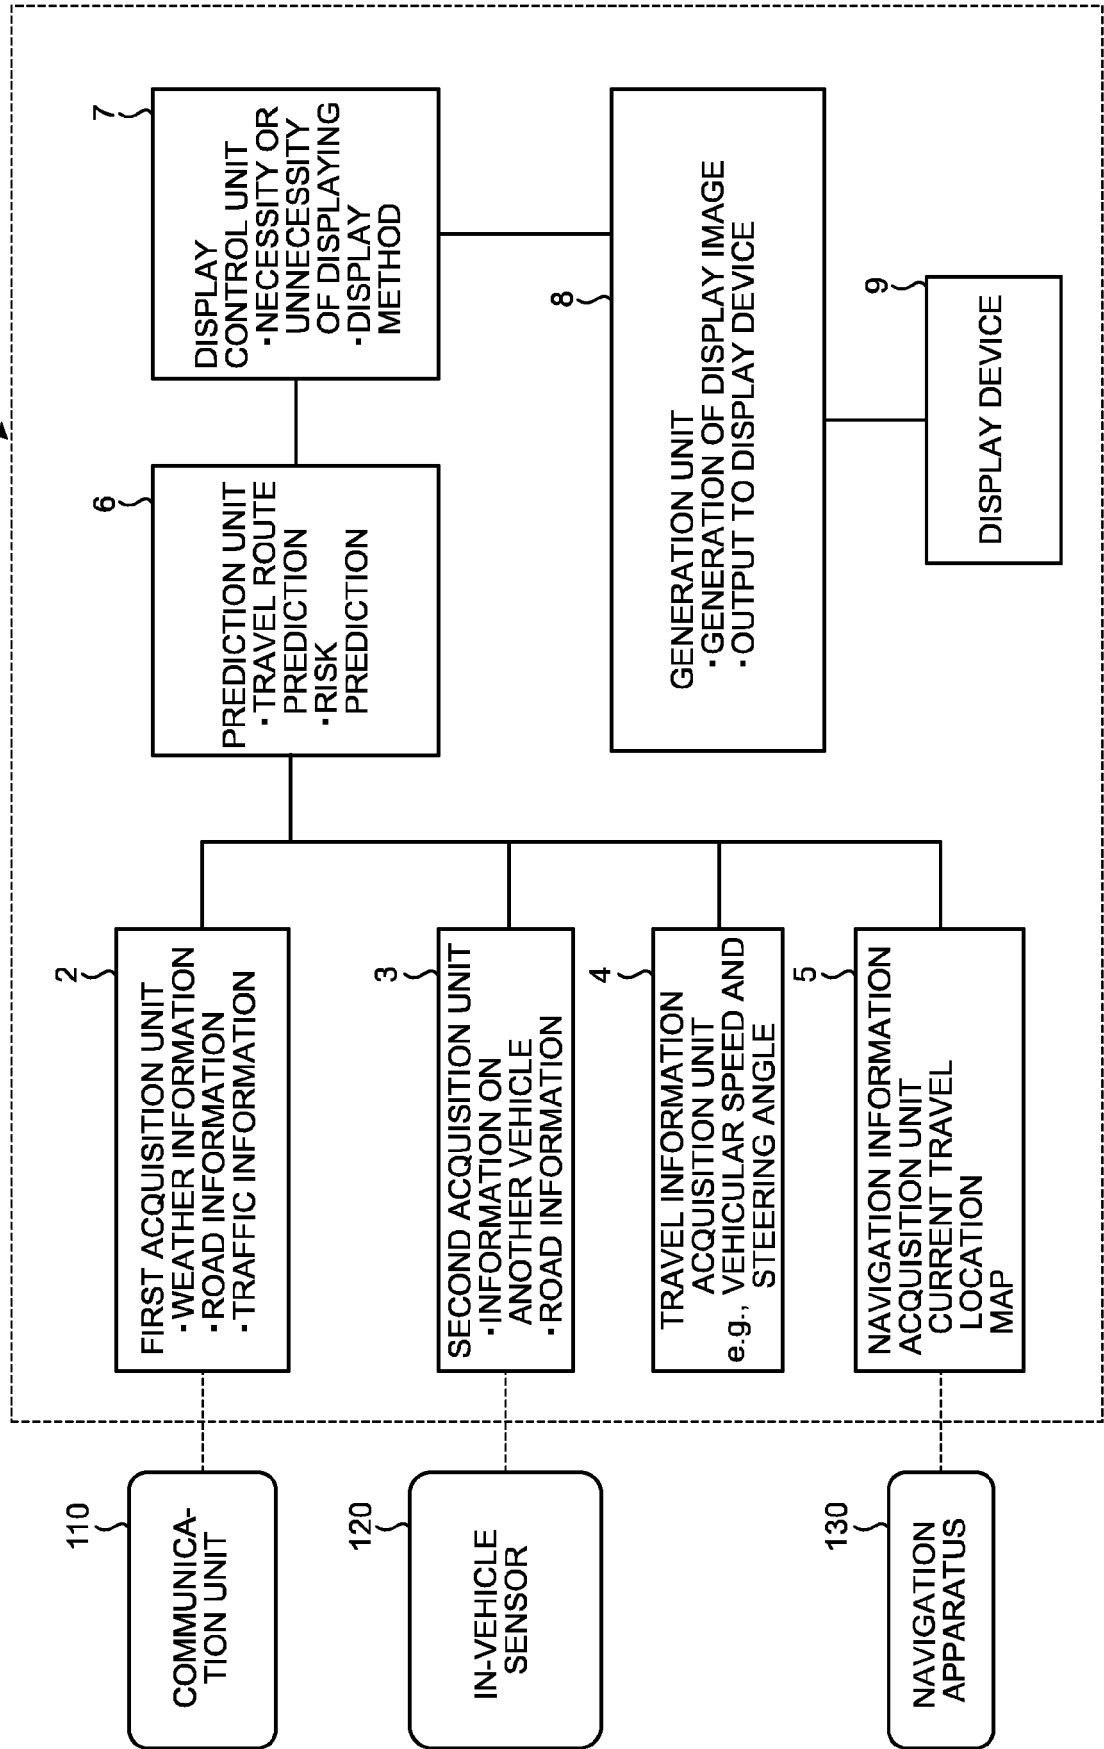 110
COMMUNICA-
TION UNIT
120
IN-VEHICLE
SENSOR
130
NAVIGATION
APPARATUS
2
FIRST ACQUISITION UNIT
・WEATHER INFORMATION
・ROAD INFORMATION
・TRAFFIC INFORMATION
3
SECOND ACQUISITION UNIT
・INFORMATION ON
ANOTHER VEHICLE
・ROAD INFORMATION
4
TRAVEL INFORMATION
ACQUISITION UNIT
e.g., VEHICULAR SPEED AND
STEERING ANGLE
5
NAVIGATION INFORMATION
ACQUISITION UNIT
CURRENT TRAVEL
LOCATION
MAP
6
PREDICTION UNIT
・TRAVEL ROUTE
PREDICTION
・RISK
PREDICTION
7
DISPLAY
CONTROL UNIT
・NECESSITY OR
UNNECESSITY
OF DISPLAYING
・DISPLAY
METHOD
8
GENERATION UNIT
・GENERATION OF DISPLAY IMAGE
・OUTPUT TO DISPLAY DEVICE
9
DISPLAY DEVICE